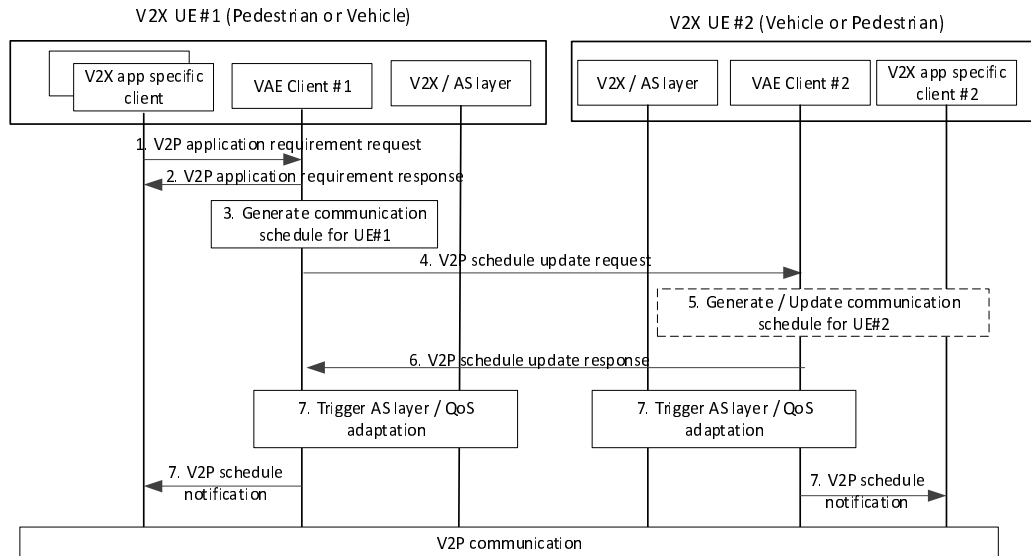 V2X UE#1 (Pedestrian or Vehicle)
V2X UE#2 (Vehicle or Pedestrian)
V2X app specific
client
VAE Client #1
V2X / AS layer
V2X / AS layer
VAE Client #2
V2X app specific
client #2
1. V2P application requirement request
2. V2P application requirement response
3. Generate communication
schedule for UE#1
4. V2P schedule update request
5. Generate / Update communication
schedule for UE#2
6. V2P schedule update response
7. Trigger AS layer / QoS
adaptation
7. Trigger AS layer / QoS
adaptation
7. V2P schedule
notification
7. V2P schedule
notification
V2P communication